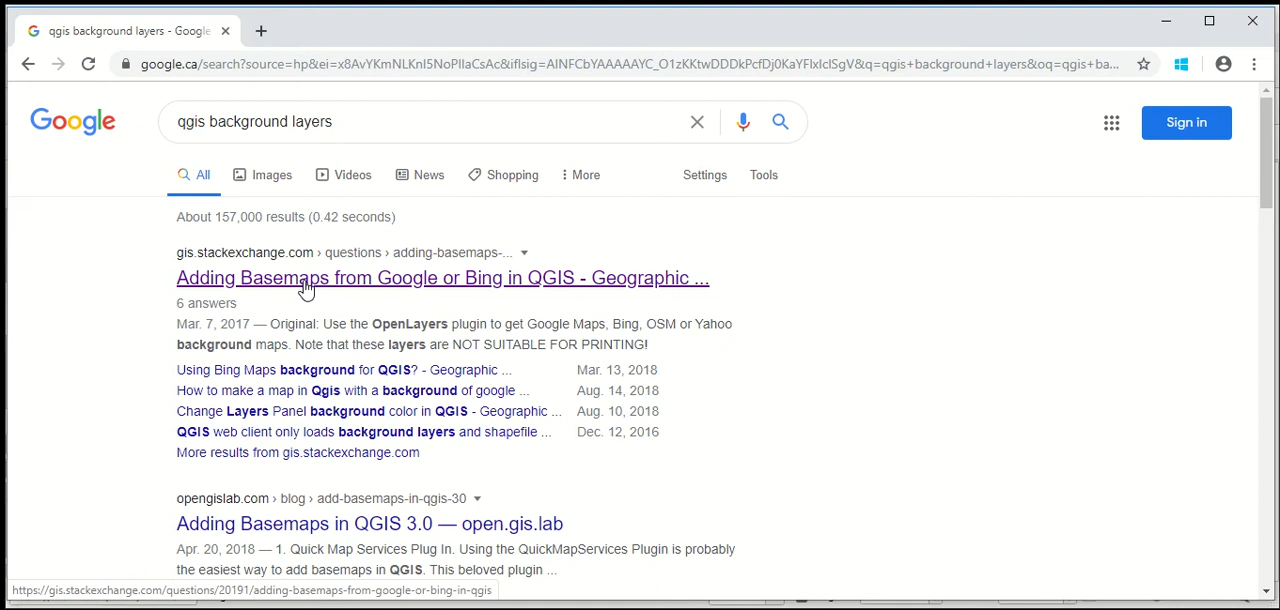 qgis background layers - Google
google.ca/search?source=hp&ei=x8AvYKmNLKnI5NoPlIaCsAc&iflsig=AINFCbYAAAAAYC_O1zKKtwDDDkPcfDj0KaYFlxlclSgV&q=qgis+background+layers&oq=qgis+ba...
Google
qgis background layers
Sign in
All Images Videos News Shopping More Settings Tools
About 157,000 results (0.42 seconds)
gis.stackexchange.com › questions › adding-basemaps-...
Adding Basemaps from Google or Bing in QGIS - Geographic ...
6 answers
Mar. 7, 2017 — Original: Use the OpenLayers plugin to get Google Maps, Bing, OSM or Yahoo
background maps. Note that these layers are NOT SUITABLE FOR PRINTING!
Using Bing Maps background for QGIS? - Geographic ... Mar. 13, 2018
How to make a map in Qgis with a background of google ... Aug. 14, 2018
Change Layers Panel background color in QGIS - Geographic ... Aug. 10, 2018
QGIS web client only loads background layers and shapefile ... Dec. 12, 2016
More results from gis.stackexchange.com
opengislab.com › blog › add-basemaps-in-qgis-30
Adding Basemaps in QGIS 3.0 — open.gis.lab
Apr. 20, 2018 — 1. Quick Map Services Plug In. Using the QuickMapServices Plugin is probably
the easiest way to add basemaps in QGIS. This beloved plugin ...
https://gis.stackexchange.com/questions/20191/adding-basemaps-from-google-or-bing-in-qgis